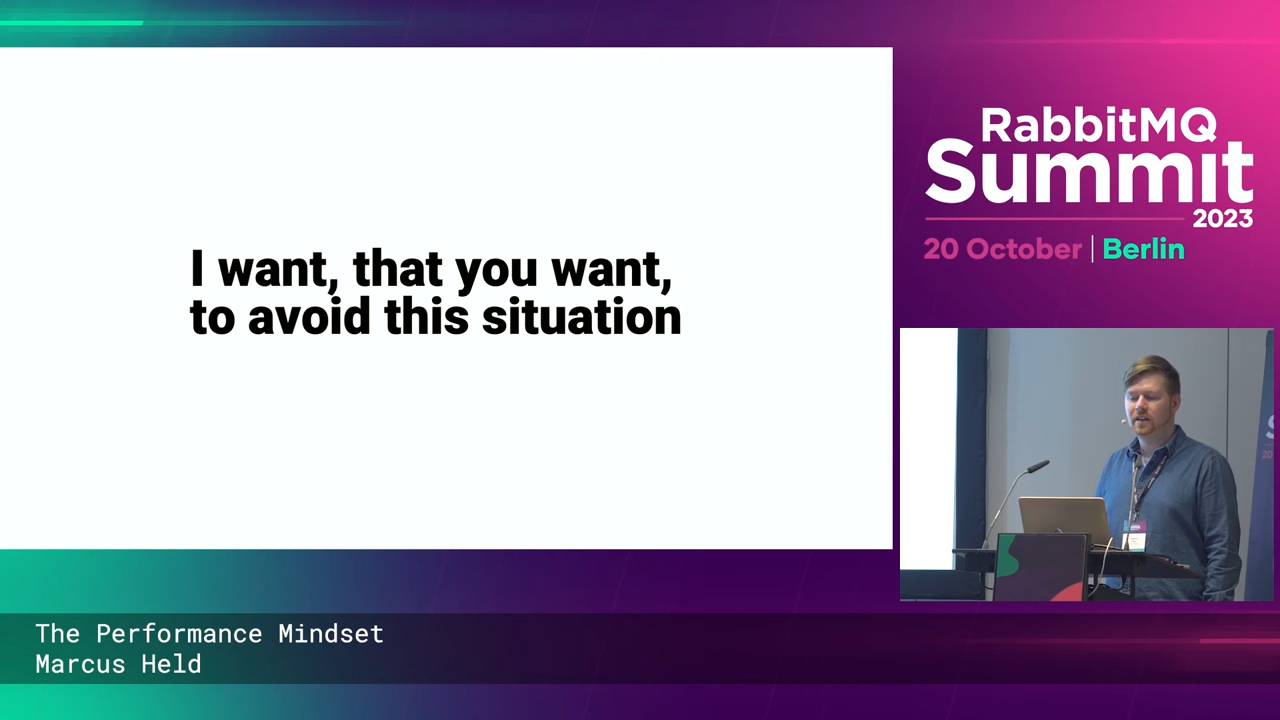 I want, that you want,
to avoid this situation
RabbitMQ
Summit
2023
20 October | Berlin
The Performance Mindset
Marcus Held